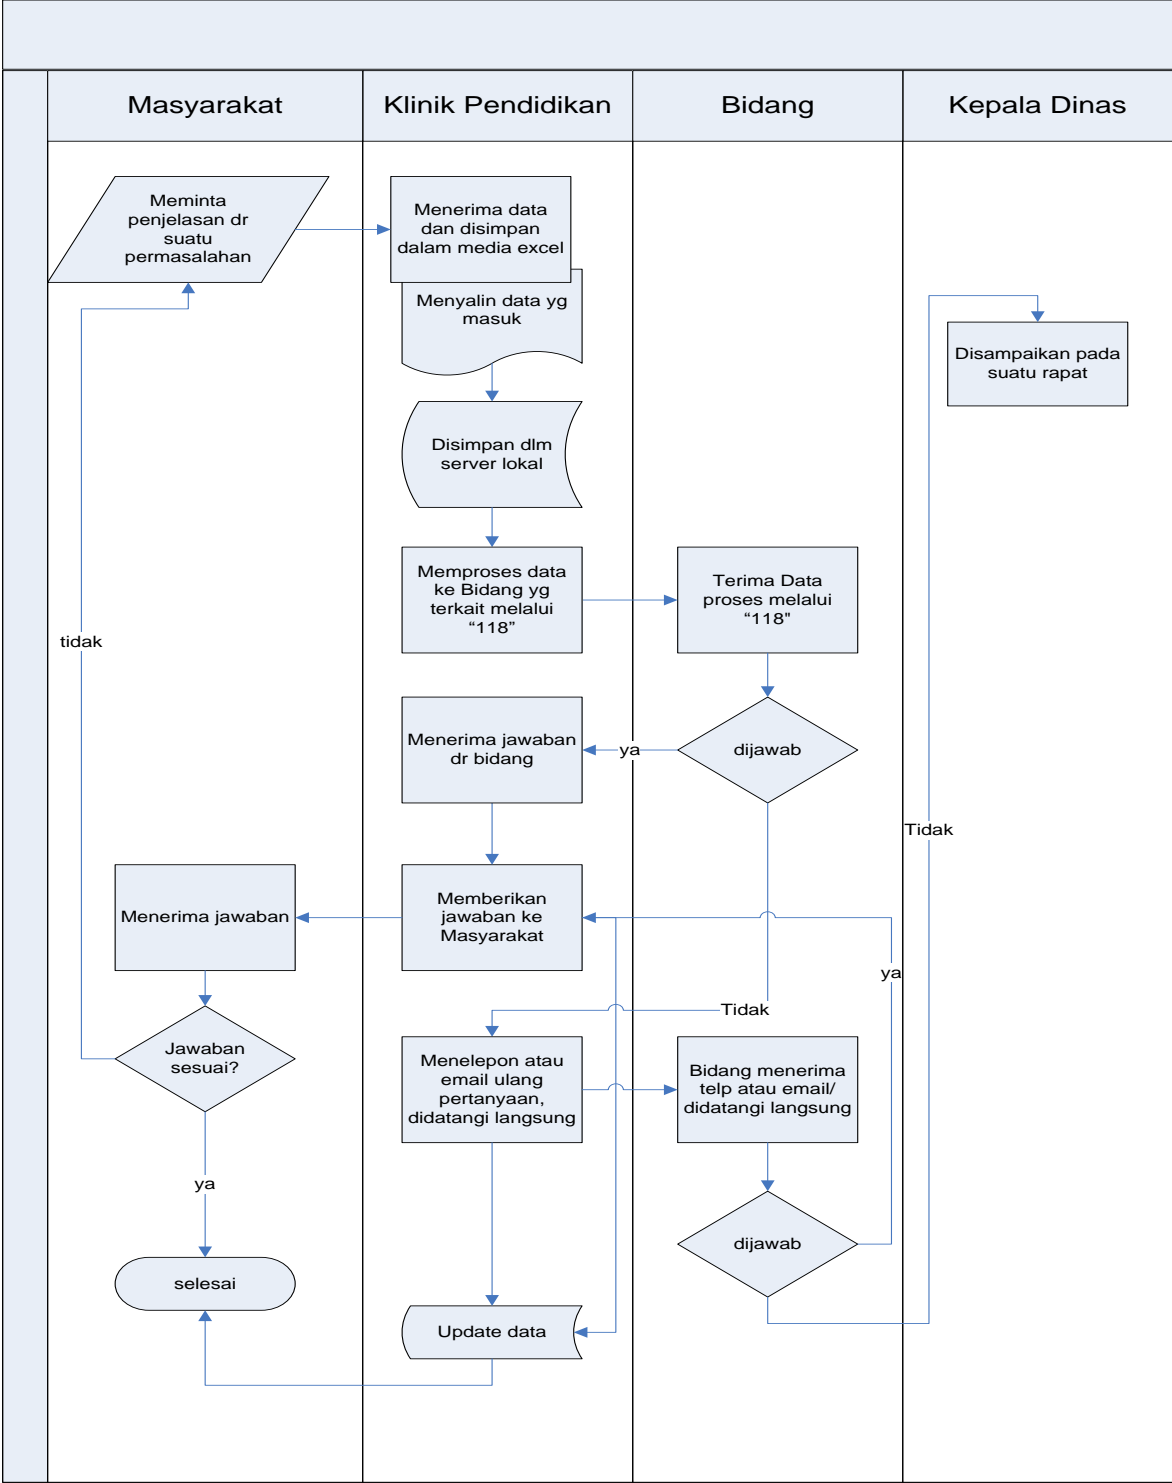 Masyarakat
Klinik Pendidikan
Bidang
Kepala Dinas
Meminta
penjelasan dr
suatu
permasalahan
Menerima data
dan disimpan
dalam media excel
Menyalin data yg
masuk
Disampaikan pada
suatu rapat
Disimpan dlm
server lokal
Memproses data
ke Bidang yg
terkait melalui
“118”
Terima Data
proses melalui
“118"
tidak
Menerima jawaban
dr bidang
ya
dijawab
Tidak
Menerima jawaban
Memberikan
jawaban ke
Masyarakat
ya
Tidak
Jawaban
sesuai?
Menelepon atau
email ulang
pertanyaan,
didatangi langsung
Bidang menerima
telp atau email/
didatangi langsung
ya
dijawab
selesai
Update data